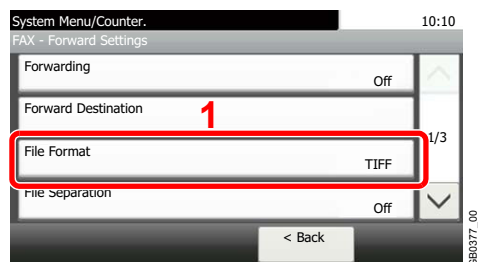 System Menu/Counter.
10:10
FAX - Forward Settings
Forwarding
Off
Forward Destination
1
1/3
File Format
TIFF
File Separation
Off
< Back
GB0377_00